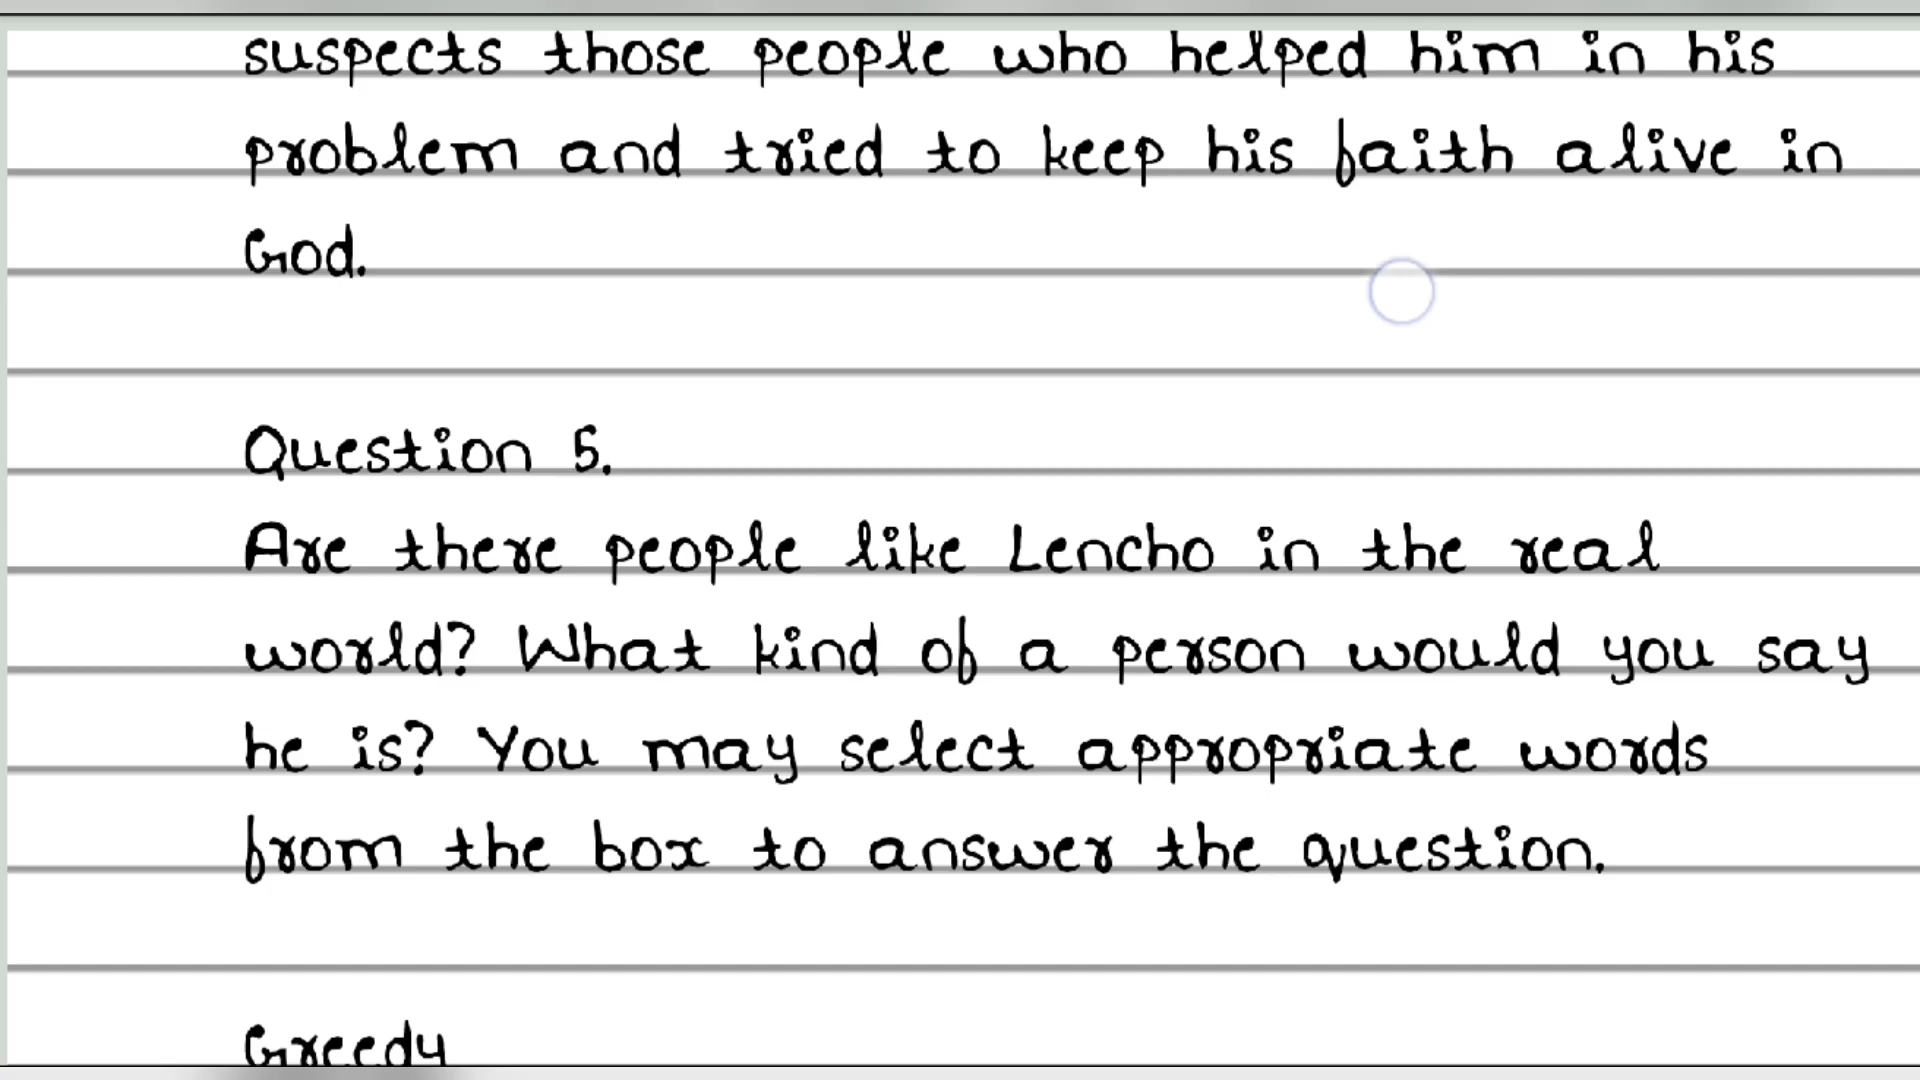 suspects those people who helped him in his
problem and tried to keep his faith alive in
God.
Question 5.
Are there people like Lencho in the real
world? What kind of a person would you say
he is? You may select appropriate words
from the box to answer the question.
Greedy